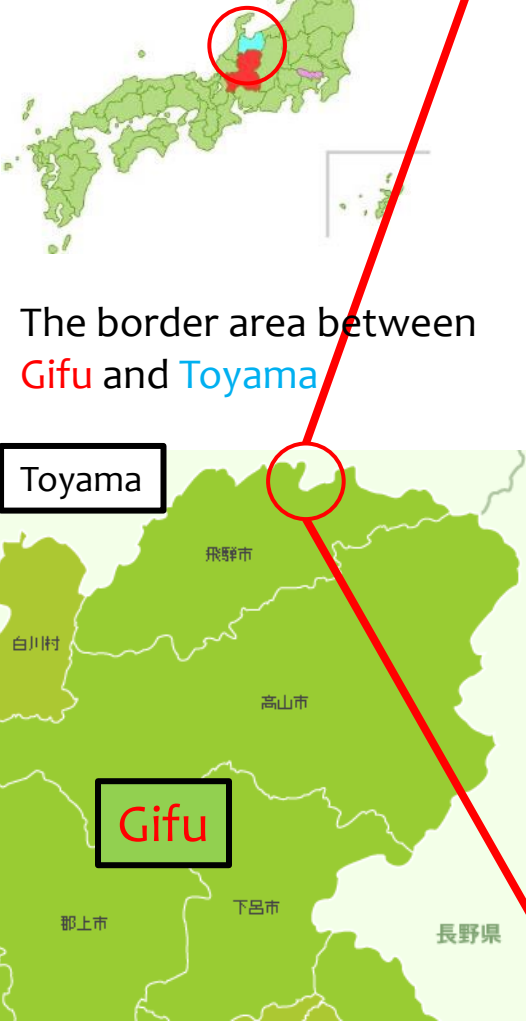 The border area between
Gifu and Toyama
Toyama
飛騨市
白川村
高山市
Gifu
下呂市
郡上市
長野県